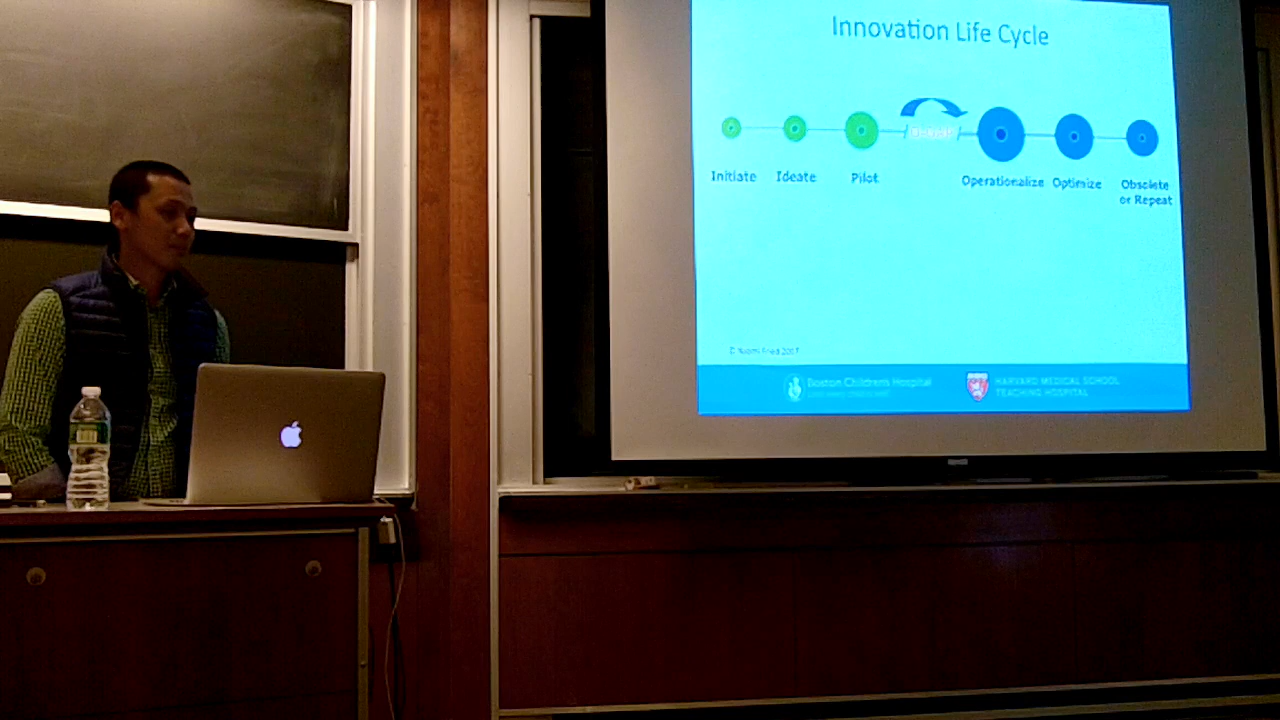 Innovation Life Cycle
Initiate
Ideate
Pilot
Operationalize
Optimize
Obsolete
or Repeat
Boston Children's Hospital
HARVARD MEDICAL SCHOOL
TEACHING HOSPITAL